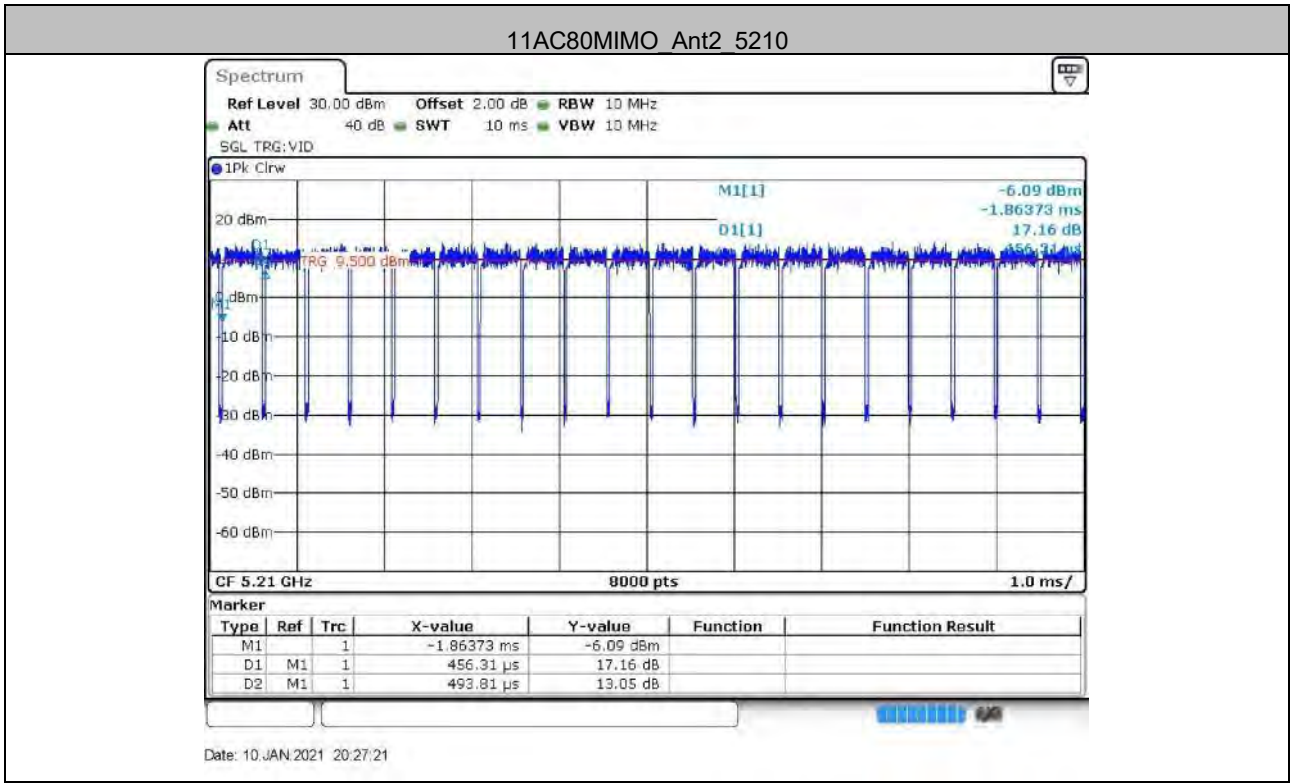 11AC80MIMO_Ant2_5210
Spectrum
Ref Level 30.00 dBm Offset 2.00 dB RBW 10 MHz
Att 40 dB SWT 10 ms VBW 10 MHz
SGL TRG:VID
1Pk Clrw
M1[1] -6.09 dBm
-1.86373 ms
20 dBm
D1[1] 17.16 dB
D1 456.31 µs
TRG 9.500 dBm
0 dBm
M1
-10 dBm
-20 dBm
-30 dBm
-40 dBm
-50 dBm
-60 dBm
CF 5.21 GHz 8000 pts 1.0 ms/
Marker
Type Ref Trc X-value Y-value Function Function Result
M1 1 -1.86373 ms -6.09 dBm
D1 M1 1 456.31 µs 17.16 dB
D2 M1 1 493.81 µs 13.05 dB
Date: 10.JAN.2021 20:27:21